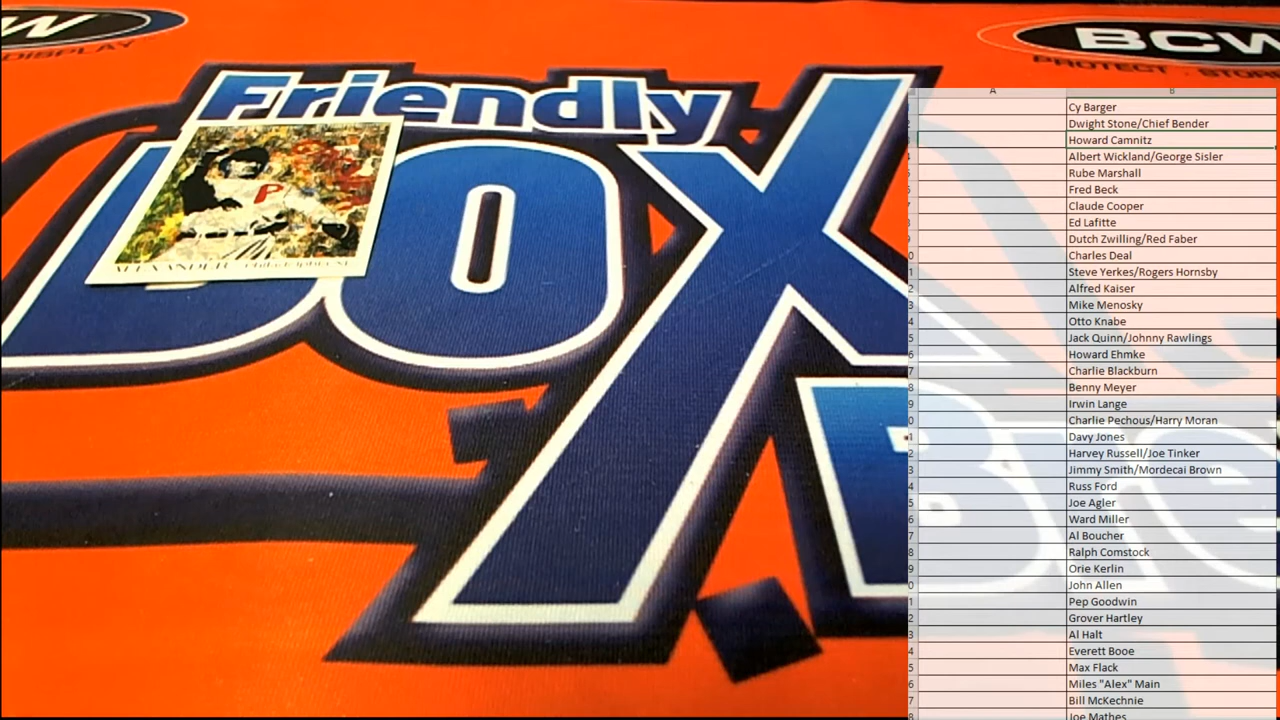 W
DISPLAY
BCW
PROTECT · STOR
Friendly
BOX
Bre
P
ALEXANDER
A
B
Cy Barger
Dwight Stone/Chief Bender
Howard Camnitz
Albert Wickland/George Sisler
Rube Marshall
Fred Beck
Claude Cooper
Ed Lafitte
Dutch Zwilling/Red Faber
Charles Deal
Steve Yerkes/Rogers Hornsby
Alfred Kaiser
Mike Menosky
Otto Knabe
Jack Quinn/Johnny Rawlings
Howard Ehmke
Charlie Blackburn
Benny Meyer
Irwin Lange
Charlie Pechous/Harry Moran
Davy Jones
Harvey Russell/Joe Tinker
Jimmy Smith/Mordecai Brown
Russ Ford
Joe Agler
Ward Miller
Al Boucher
Ralph Comstock
Orie Kerlin
John Allen
Pep Goodwin
Grover Hartley
Al Halt
Everett Booe
Max Flack
Miles "Alex" Main
Bill McKechnie
Joe Mathes